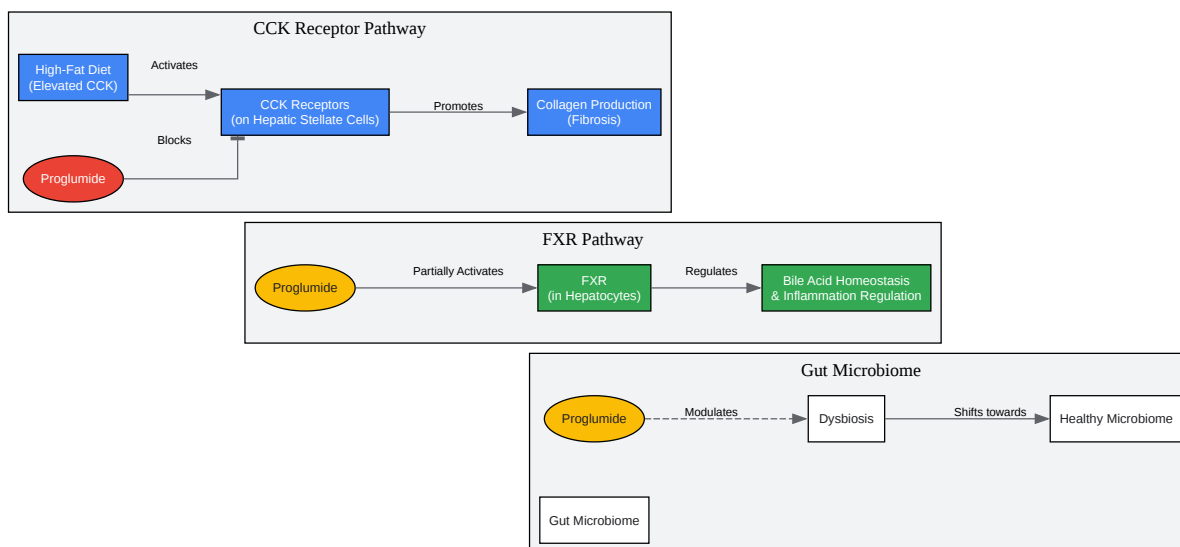 CCK Receptor Pathway
High-Fat Diet
(Elevated CCK)
Activates
CCK Receptors
(on Hepatic Stellate Cells)
Promotes
Collagen Production
(Fibrosis)
Blocks
Proglumide
FXR Pathway
Proglumide
Partially Activates
FXR
(in Hepatocytes)
Regulates
Bile Acid Homeostasis
& Inflammation Regulation
Gut Microbiome
Proglumide
Modulates
Dysbiosis
Shifts towards
Healthy Microbiome
Gut Microbiome